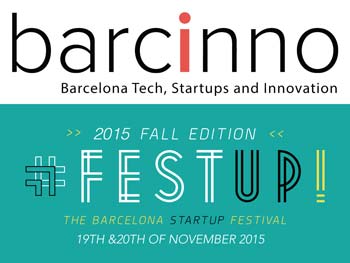 barcinno
Barcelona Tech, Startups and Innovation
>> 2015 FALL EDITION <<
#FESTUP!
THE BARCELONA STARTUP FESTIVAL
19TH &20TH OF NOVEMBER 2015